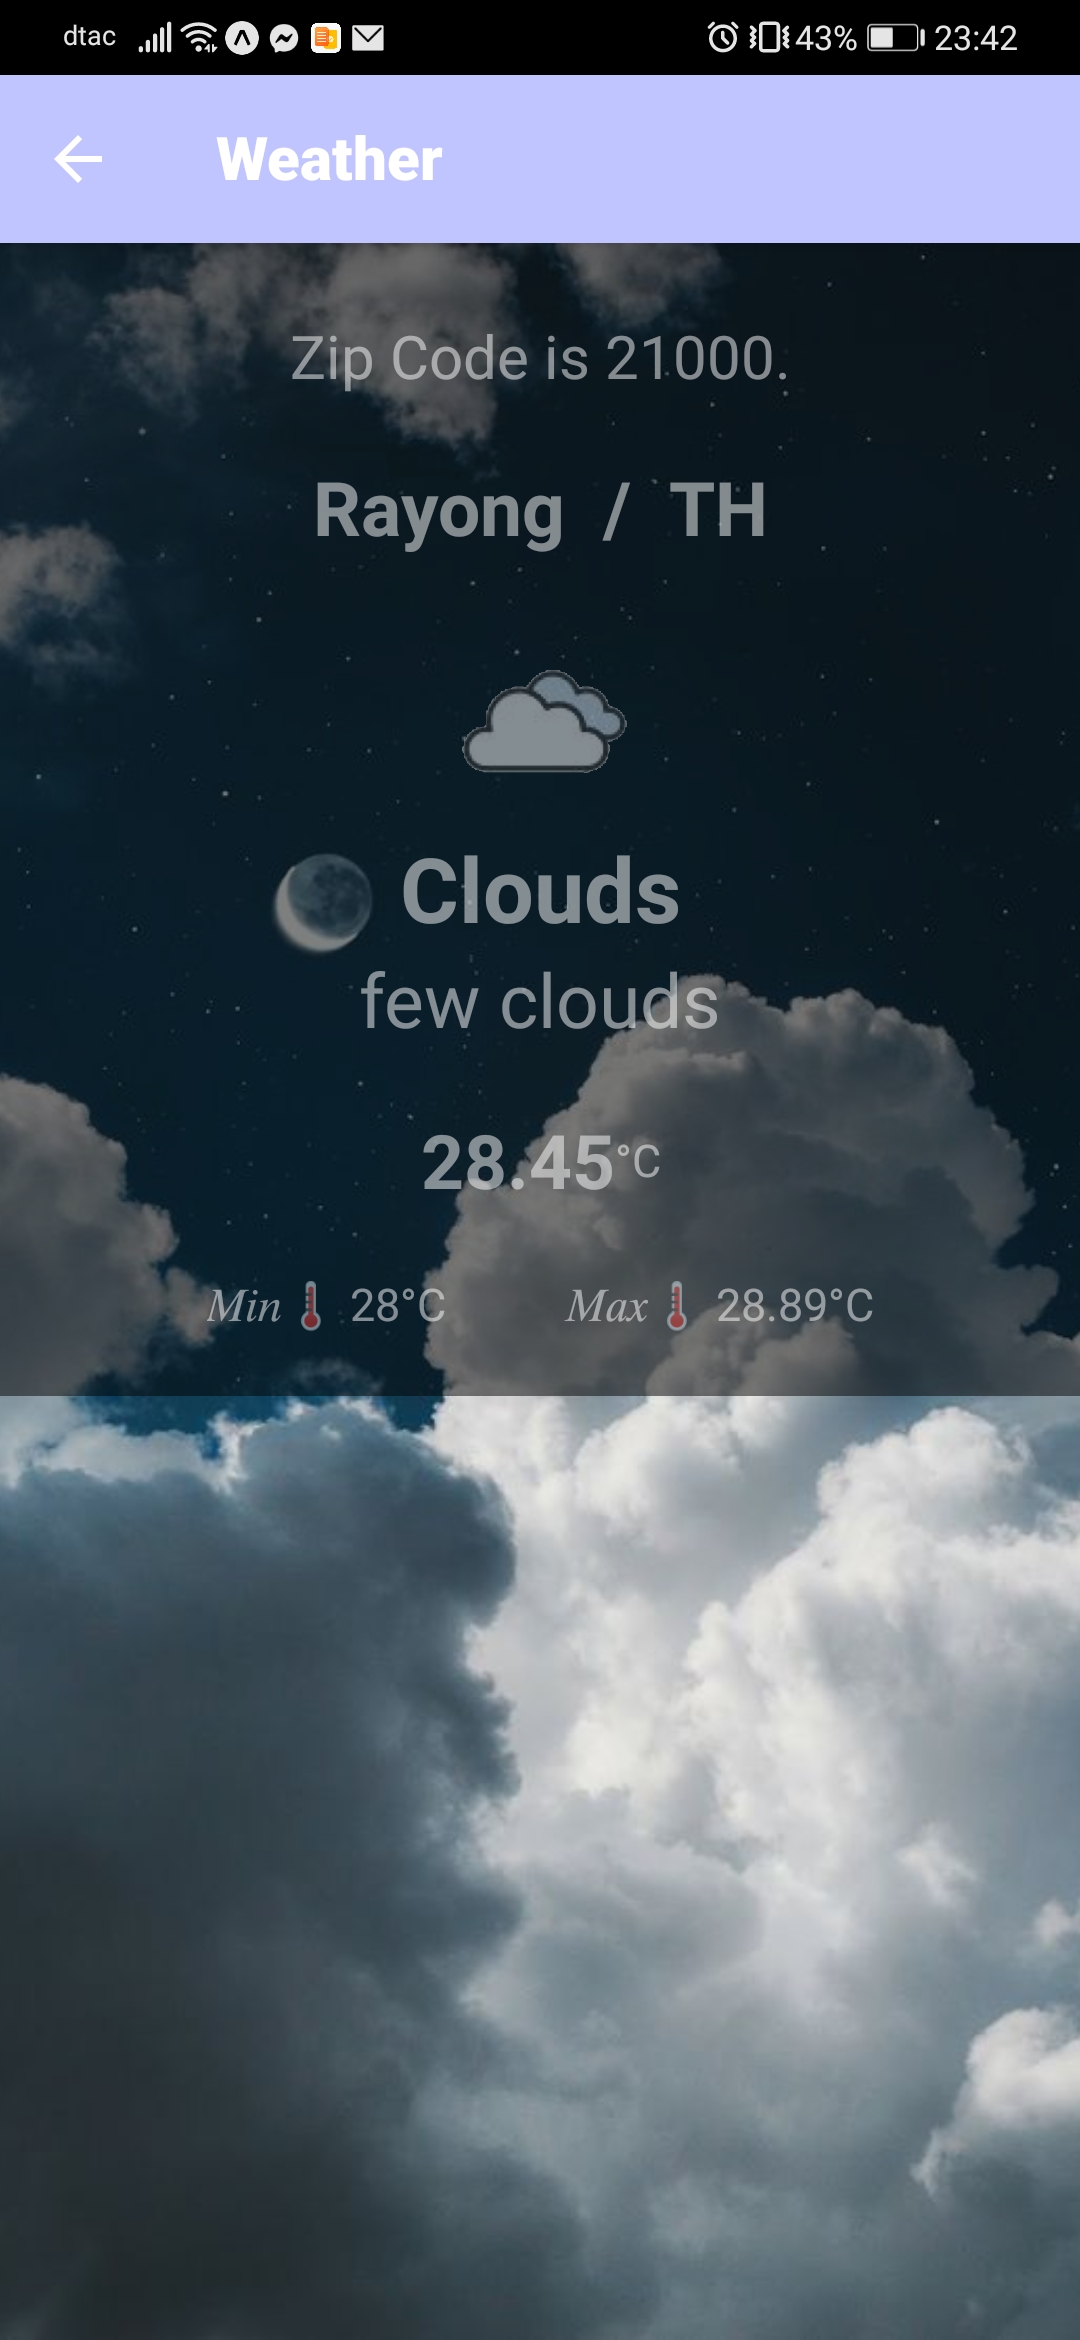 dtac 43% 23:42
Weather
Zip Code is 21000.
Rayong / TH
Clouds
few clouds
28.45°C
Min 28°C Max 28.89°C